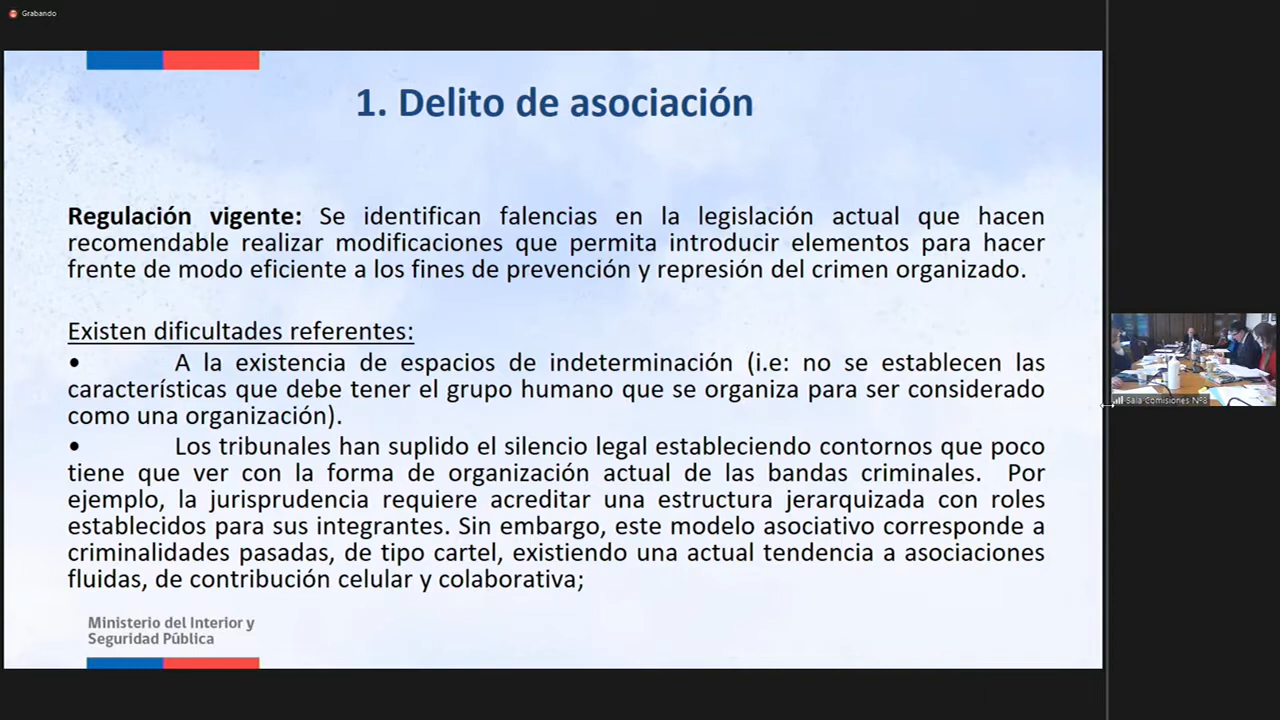 Grabando
1. Delito de asociación
Regulación vigente: Se identifican falencias en la legislación actual que hacen
recomendable realizar modificaciones que permita introducir elementos para hacer
frente de modo eficiente a los fines de prevención y represión del crimen organizado.
Existen dificultades referentes:
• A la existencia de espacios de indeterminación (i.e: no se establecen las
características que debe tener el grupo humano que se organiza para ser considerado
como una organización).
• Los tribunales han suplido el silencio legal estableciendo contornos que poco
tiene que ver con la forma de organización actual de las bandas criminales. Por
ejemplo, la jurisprudencia requiere acreditar una estructura jerarquizada con roles
establecidos para sus integrantes. Sin embargo, este modelo asociativo corresponde a
criminalidades pasadas, de tipo cartel, existiendo una actual tendencia a asociaciones
fluidas, de contribución celular y colaborativa;
Ministerio del Interior y
Seguridad Pública
Sala Comisiones Nº8